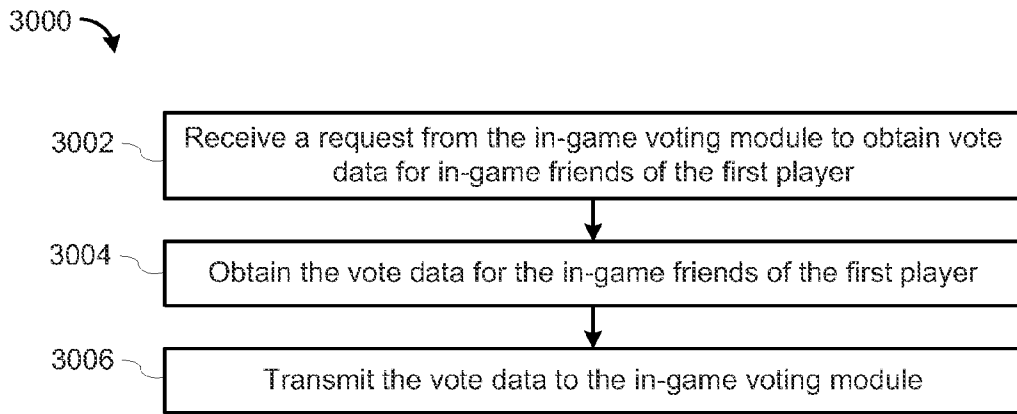 3000
3002
Receive a request from the in-game voting module to obtain vote
data for in-game friends of the first player
3004
Obtain the vote data for the in-game friends of the first player
3006
Transmit the vote data to the in-game voting module